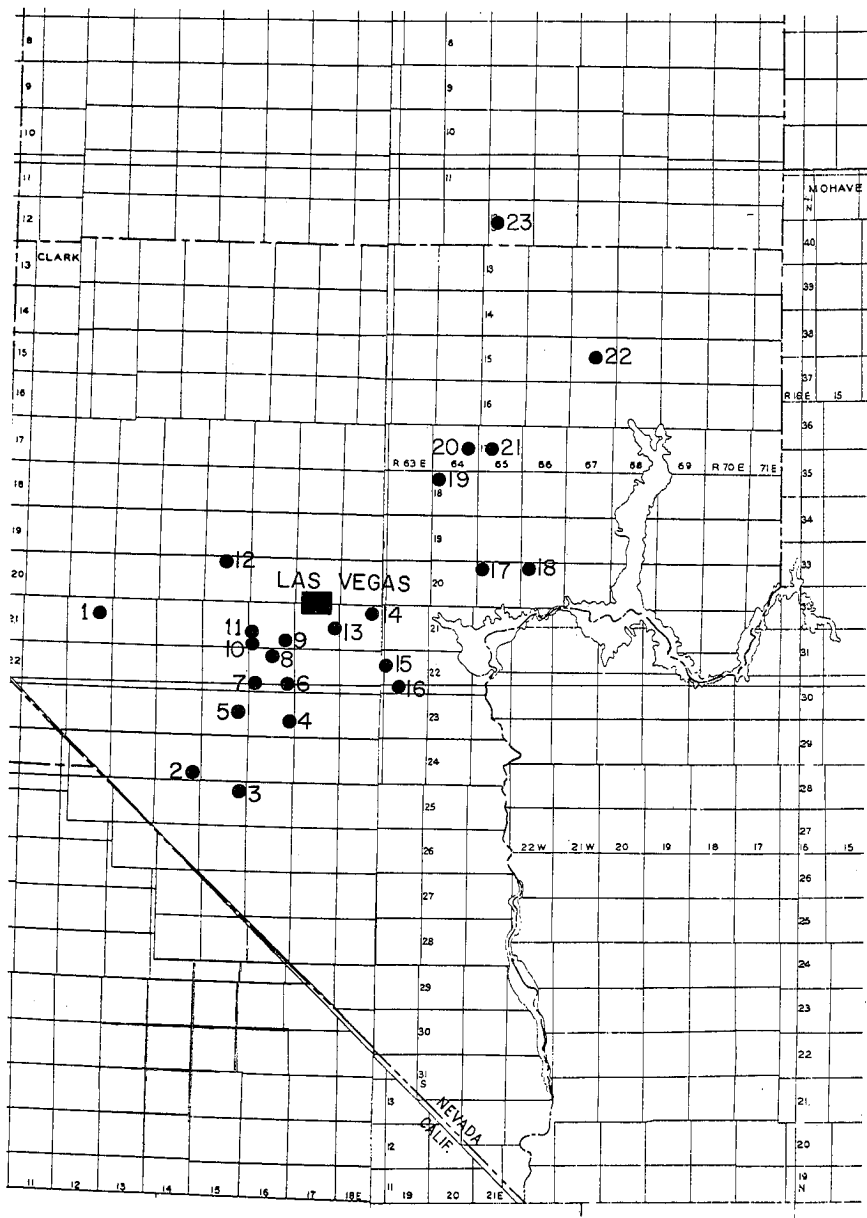 8 8
9 9
10 10
11 11
MOHAVE
N
12 23 40
CLARK
13 13 39
14 14 38
15 15 22 37
16 16 R 16 E 15
17 20 21 36
R 63 E 64 65 66 67 68 69 R 70 E 71 E 35
18 18 19 34
19 19 33
12
20 LAS VEGAS 20 17 18 32
1 14
21 11 9 13 21 31
10 8 15
22 7 6 16 22 30
5 4 23 29
2 24 28
3 25 27
22 W 21 W 20 19 18 17 16 15
26 26
27 25
28 24
29 23
30 22
31
S
13 NEVADA 21
CALIF.
12 20
11 19
N
11 12 13 14 15 16 17 18 E 19 20 21 E